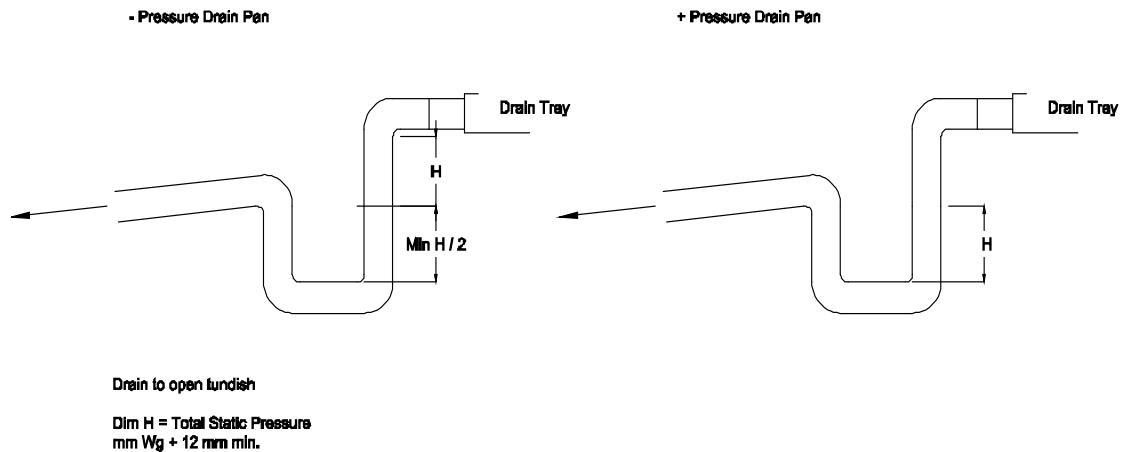 - Pressure Drain Pan
+ Pressure Drain Pan
Drain Tray
Drain Tray
H
Min H / 2
H
Drain to open tundish
Dim H = Total Static Pressure
mm Wg + 12 mm min.